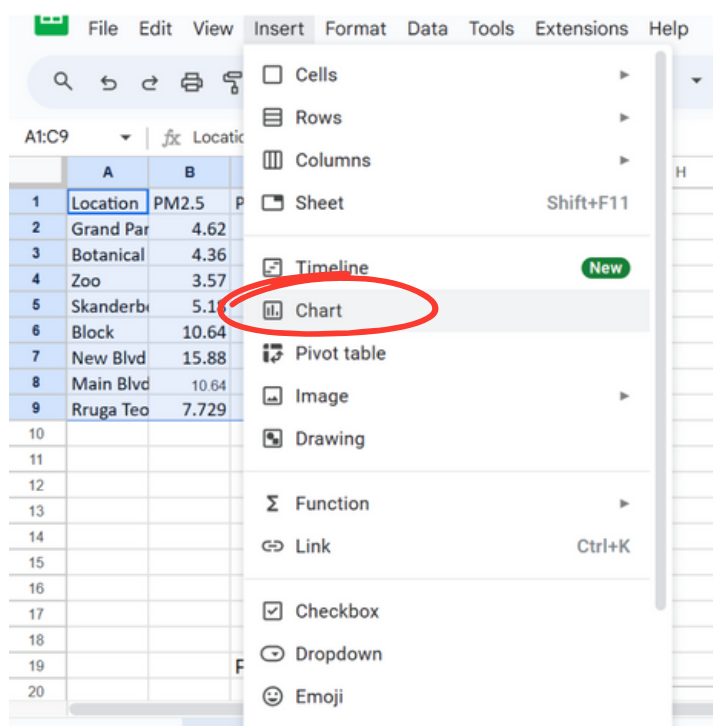 File Edit View Insert Format Data Tools Extensions Help
A1:C9 fx Locatio
A B H
1 Location PM2.5 P
2 Grand Par 4.62
3 Botanical 4.36
4 Zoo 3.57
5 Skanderb 5.18
6 Block 10.64
7 New Blvd 15.88
8 Main Blvd 10.64
9 Rruga Teo 7.729
10
11
12
13
14
15
16
17
18
19 F
20
Cells
Rows
Columns
Sheet Shift+F11
Timeline New
Chart
Pivot table
Image
Drawing
Σ Function
Link Ctrl+K
Checkbox
Dropdown
Emoji